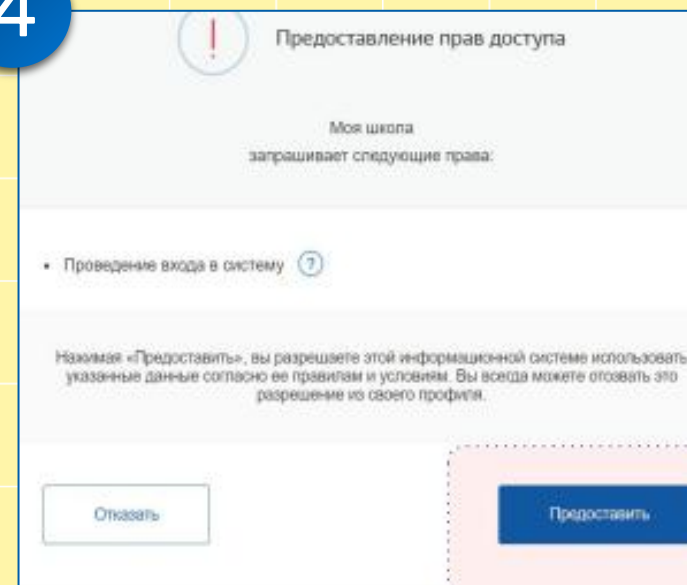 4
Предоставление прав доступа
Моя школа
запрашивает следующие права:
• Проведение входа в систему ?
Нажимая «Предоставить», вы разрешаете этой информационной системе использовать
указанные данные согласно ее правилам и условиям. Вы всегда можете отозвать это
разрешение из своего профиля.
Отказать
Предоставить